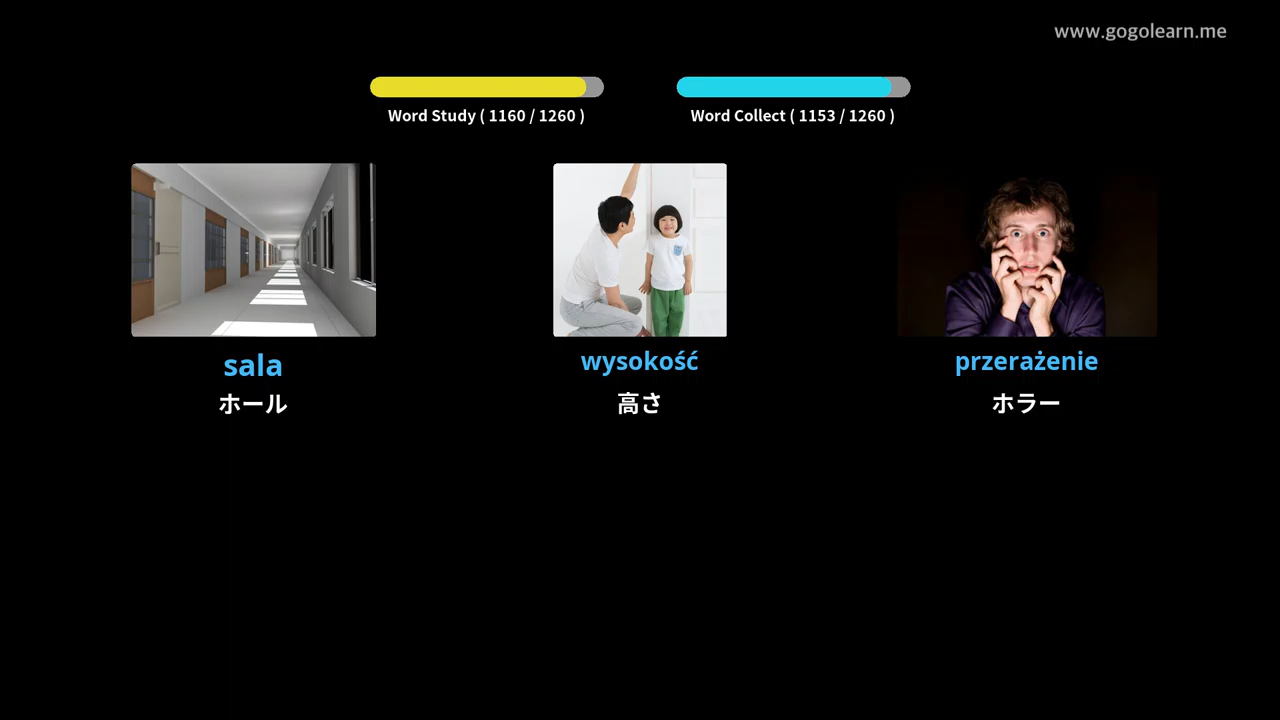 www.gogolearn.me
Word Study ( 1160 / 1260 )
Word Collect ( 1153 / 1260 )
sala
ホール
wysokość
高さ
przerażenie
ホラー